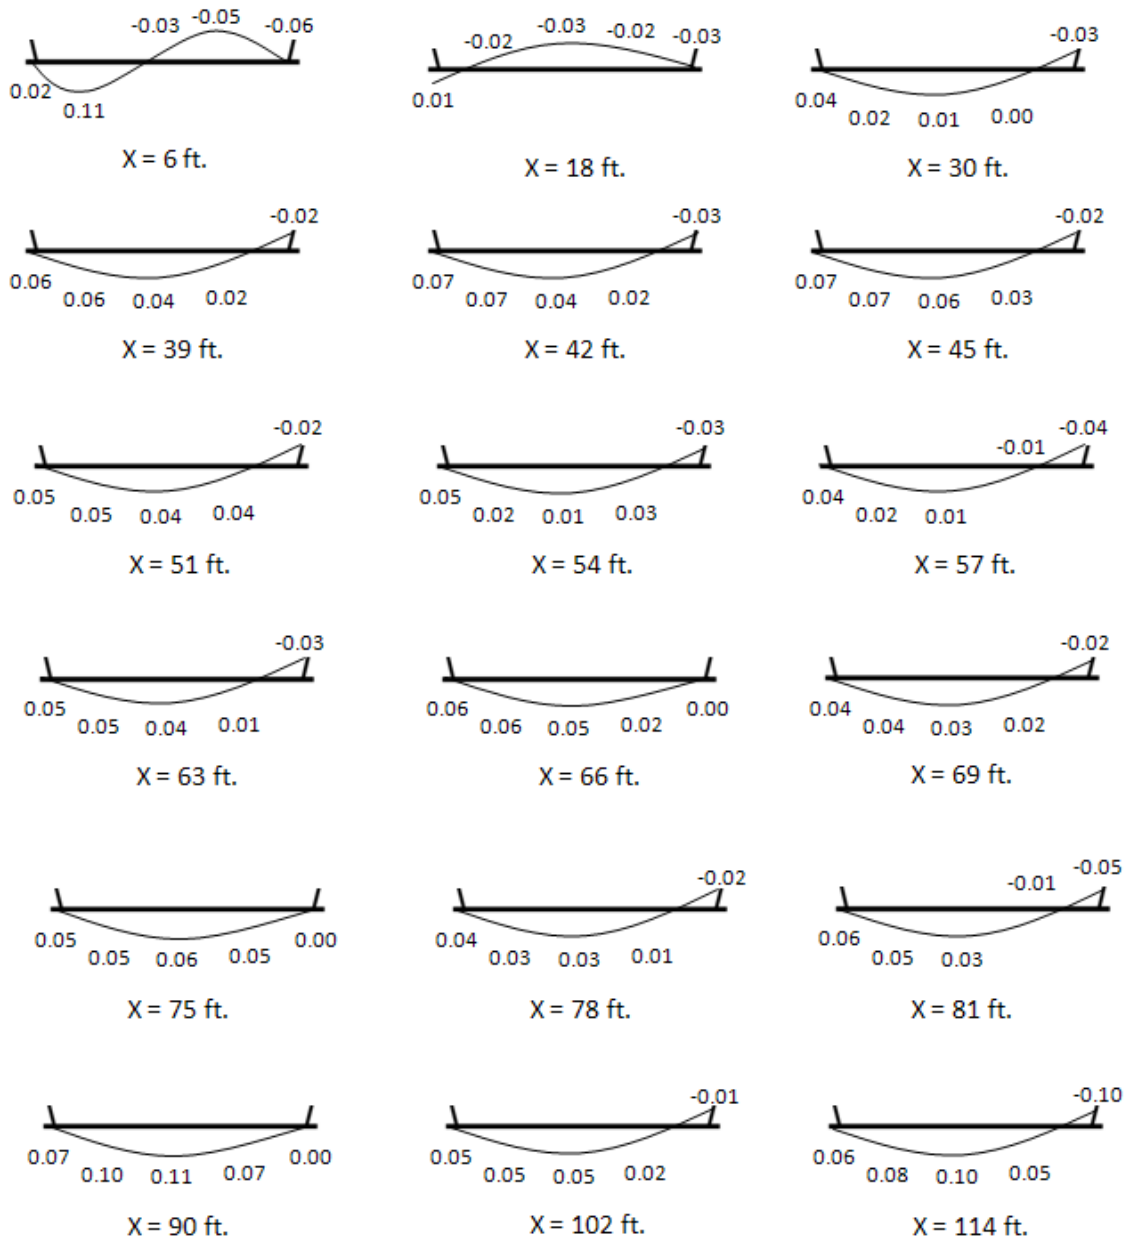 -0.03 -0.05 -0.06
0.02 0.11
X = 6 ft.
-0.02 -0.03 -0.02 -0.03
0.01
X = 18 ft.
-0.03
0.04 0.02 0.01 0.00
X = 30 ft.
-0.02
0.06 0.06 0.04 0.02
X = 39 ft.
-0.03
0.07 0.07 0.04 0.02
X = 42 ft.
-0.02
0.07 0.07 0.06 0.03
X = 45 ft.
-0.02
0.05 0.05 0.04 0.04
X = 51 ft.
-0.03
0.05 0.02 0.01 0.03
X = 54 ft.
-0.01 -0.04
0.04 0.02 0.01
X = 57 ft.
-0.03
0.05 0.05 0.04 0.01
X = 63 ft.
0.06 0.06 0.05 0.02 0.00
X = 66 ft.
-0.02
0.04 0.04 0.03 0.02
X = 69 ft.
0.05 0.05 0.06 0.05 0.00
X = 75 ft.
-0.02
0.04 0.03 0.03 0.01
X = 78 ft.
-0.01 -0.05
0.06 0.05 0.03
X = 81 ft.
0.07 0.10 0.11 0.07 0.00
X = 90 ft.
-0.01
0.05 0.05 0.05 0.02
X = 102 ft.
-0.10
0.06 0.08 0.10 0.05
X = 114 ft.